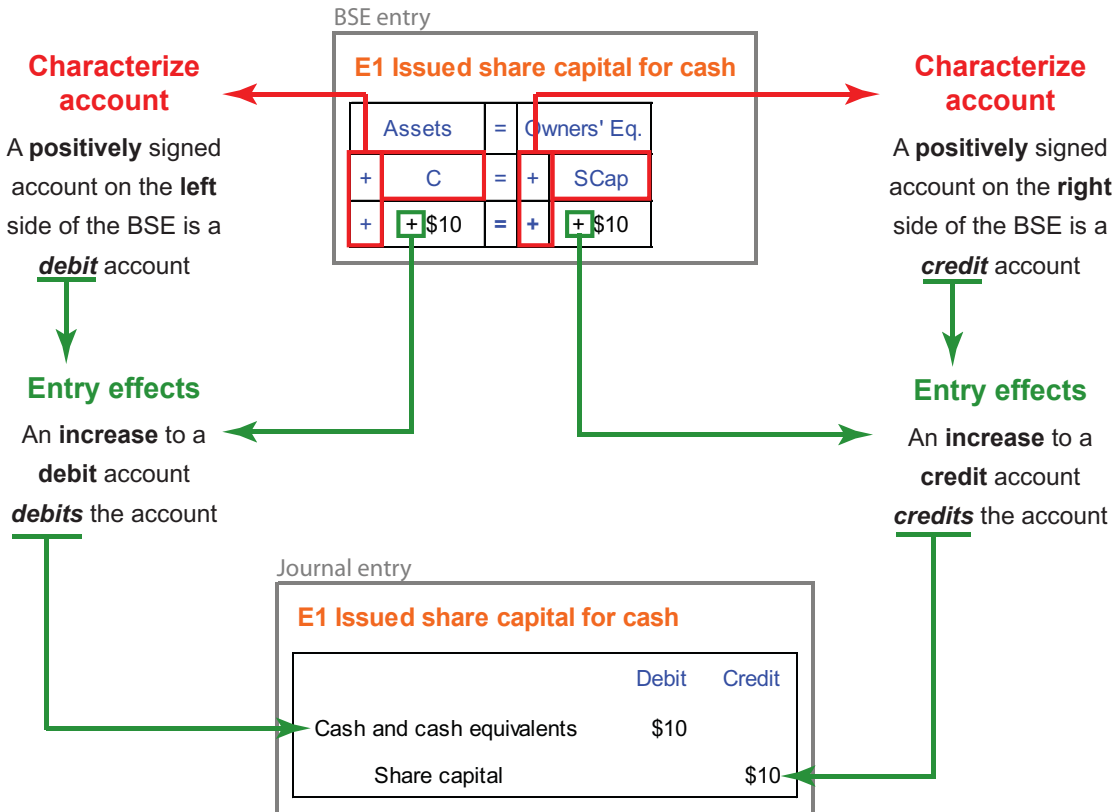 BSE entry
E1 Issued share capital for cash
Assets = Owners' Eq.
+ C = + SCap
+ + $10 = + + $10
Characterize
account
A positively signed
account on the left
side of the BSE is a
debit account
Entry effects
An increase to a
debit account
debits the account
Characterize
account
A positively signed
account on the right
side of the BSE is a
credit account
Entry effects
An increase to a
credit account
credits the account
Journal entry
E1 Issued share capital for cash
Debit Credit
Cash and cash equivalents $10
Share capital $10